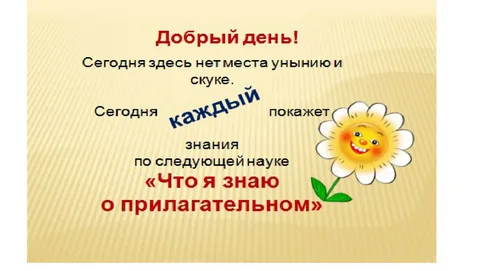 Добрый день!
Сегодня здесь нет места унынию и
скуке.
Сегодня каждый покажет
знания
по следующей науке
«Что я знаю
о прилагательном»